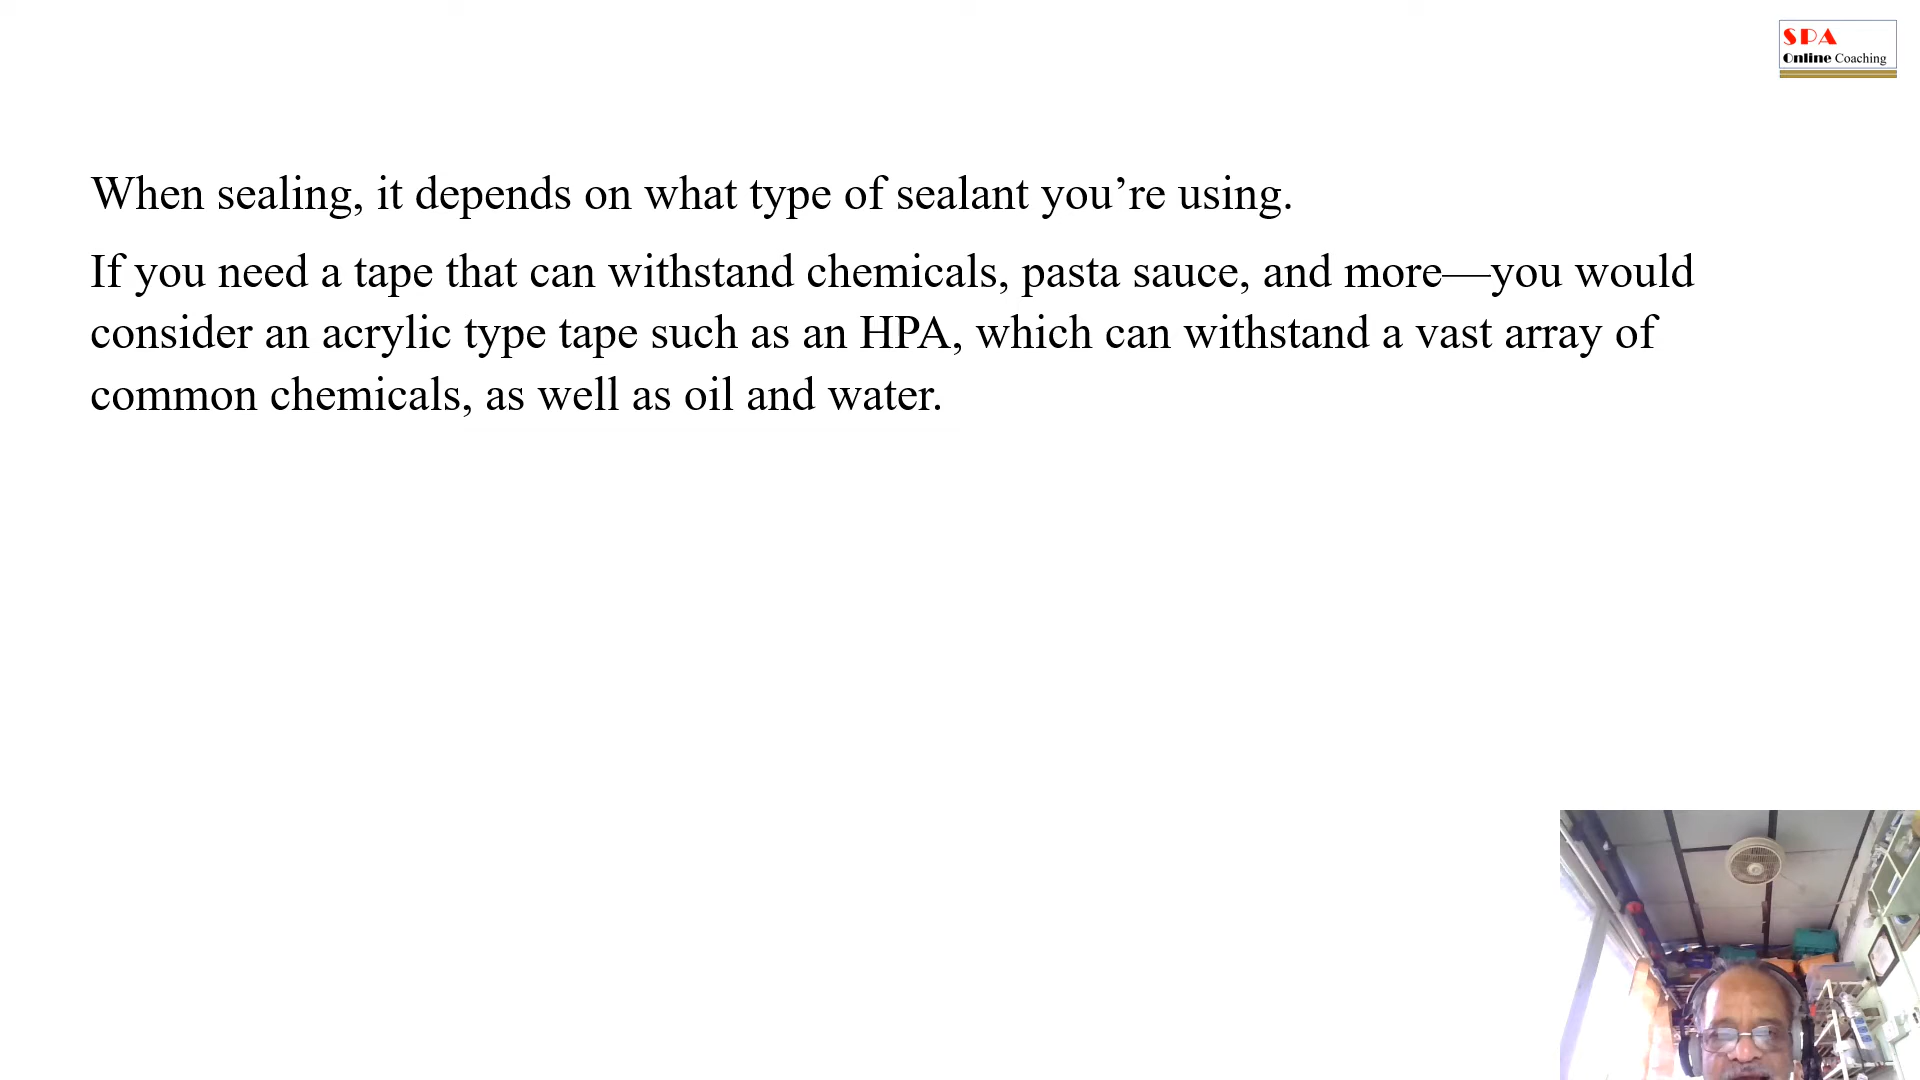 SPA
Online Coaching
When sealing, it depends on what type of sealant you’re using.
If you need a tape that can withstand chemicals, pasta sauce, and more—you would
consider an acrylic type tape such as an HPA, which can withstand a vast array of
common chemicals, as well as oil and water.